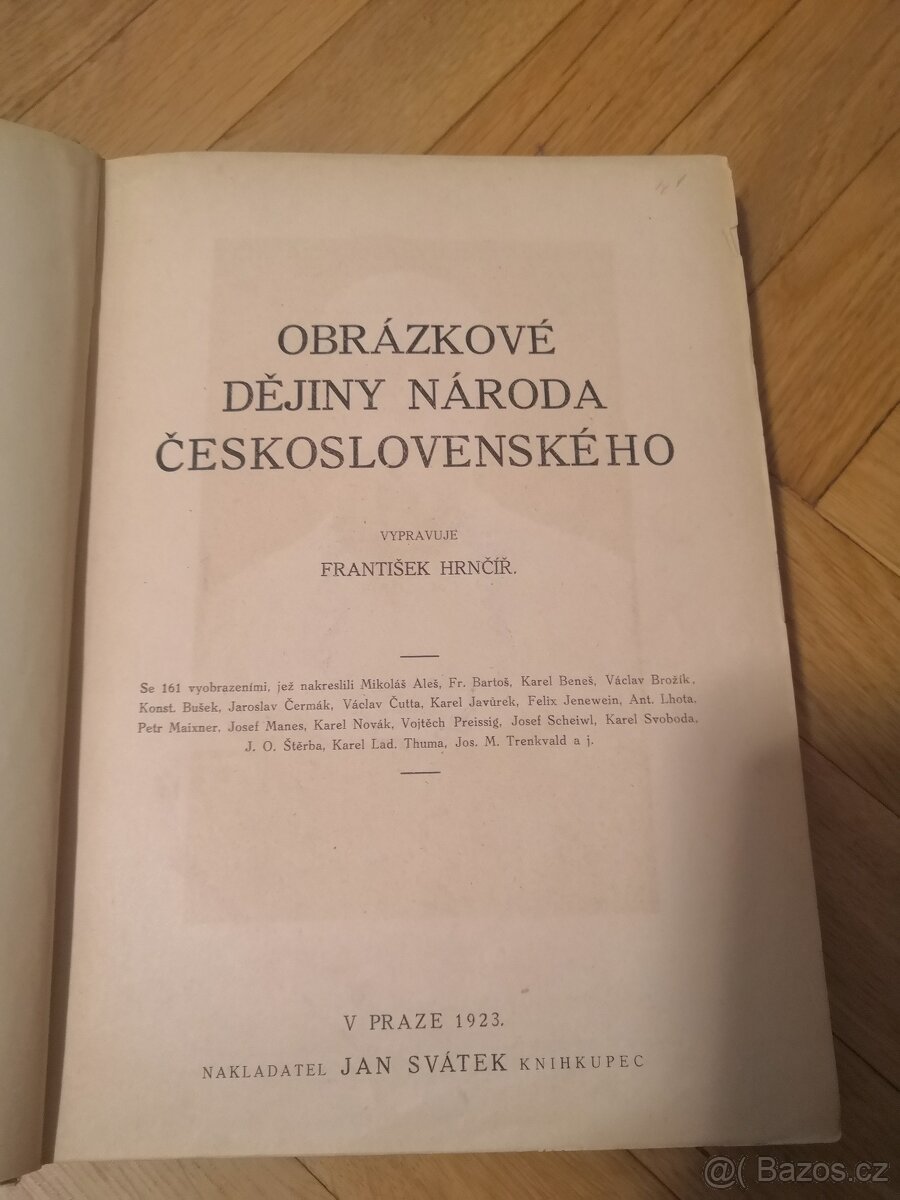 OBRÁZKOVÉ
DĚJINY NÁRODA
ČESKOSLOVENSKÉHO
VYPRAVUJE
FRANTIŠEK HRNČÍŘ.
Se 161 vyobrazeními, jež nakreslili Mikoláš Aleš, Fr. Bartoš, Karel Beneš, Václav Brožík,
Konst. Bušek, Jaroslav Čermák, Václav Čutta, Karel Javůrek, Felix Jenewein, Ant. Lhota,
Petr Maixner, Josef Manes, Karel Novák, Vojtěch Preissig, Josef Scheiwl, Karel Svoboda,
J. O. Štěrba, Karel Lad. Thuma, Jos. M. Trenkvald a j.
V PRAZE 1923.
NAKLADATEL JAN SVÁTEK KNIHKUPEC
@( Bazos.cz